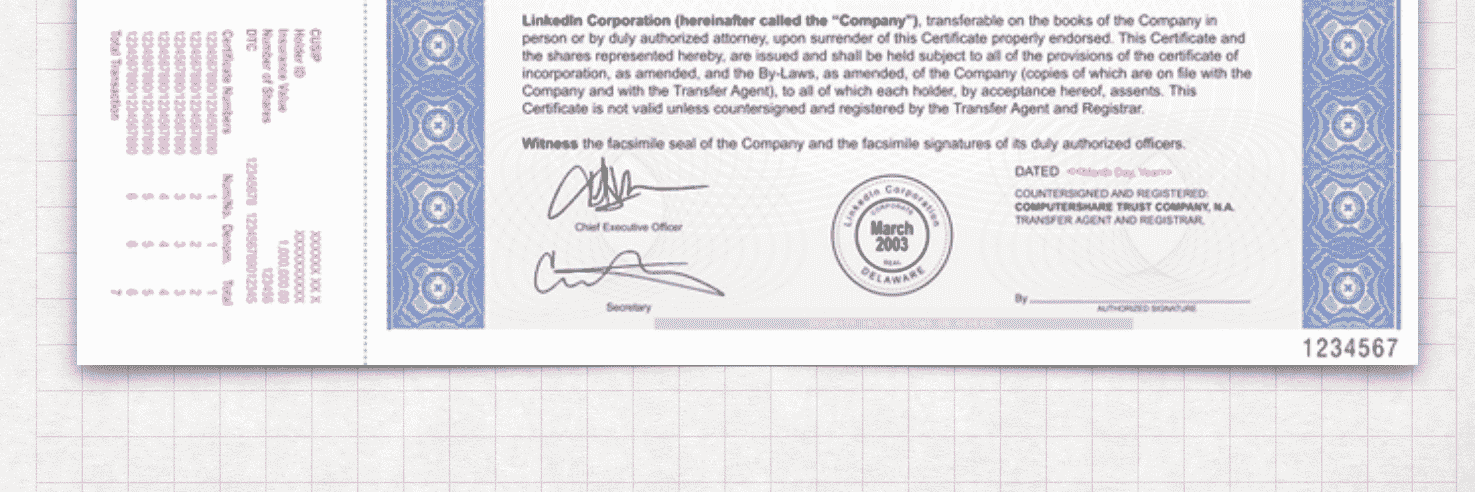 LinkedIn Corporation (hereinafter called the “Company”), transferable on the books of the Company in
person or by duly authorized attorney, upon surrender of this Certificate properly endorsed. This Certificate and
the shares represented hereby, are issued and shall be held subject to all of the provisions of the certificate of
incorporation, as amended, and the By-Laws, as amended, of the Company (copies of which are on file with the
Company and with the Transfer Agent), to all of which each holder, by acceptance hereof, assents. This
Certificate is not valid unless countersigned and registered by the Transfer Agent and Registrar.
Witness the facsimile seal of the Company and the facsimile signatures of its duly authorized officers.
Chief Executive Officer
Secretary
LinkedIn Corporation
CORPORATE
March
2003
SEAL
DELAWARE
DATED <<Month Day, Year>>
COUNTERSIGNED AND REGISTERED:
COMPUTERSHARE TRUST COMPANY, N.A.
TRANSFER AGENT AND REGISTRAR,
By
AUTHORIZED SIGNATURE
1234567
CUSIP XXXXXX XX X
Holder ID XXXXXXXXXX
Insurance Value 1,000,000.00
Number of Shares 123456
DTC 12345678 123456789012345
Certificate Numbers Num/No. Denom. Total
1234567890/1234567890 1 1 1
1234567890/1234567890 2 2 2
1234567890/1234567890 3 3 3
1234567890/1234567890 4 4 4
1234567890/1234567890 5 5 5
1234567890/1234567890 6 6 6
Total Transaction 7